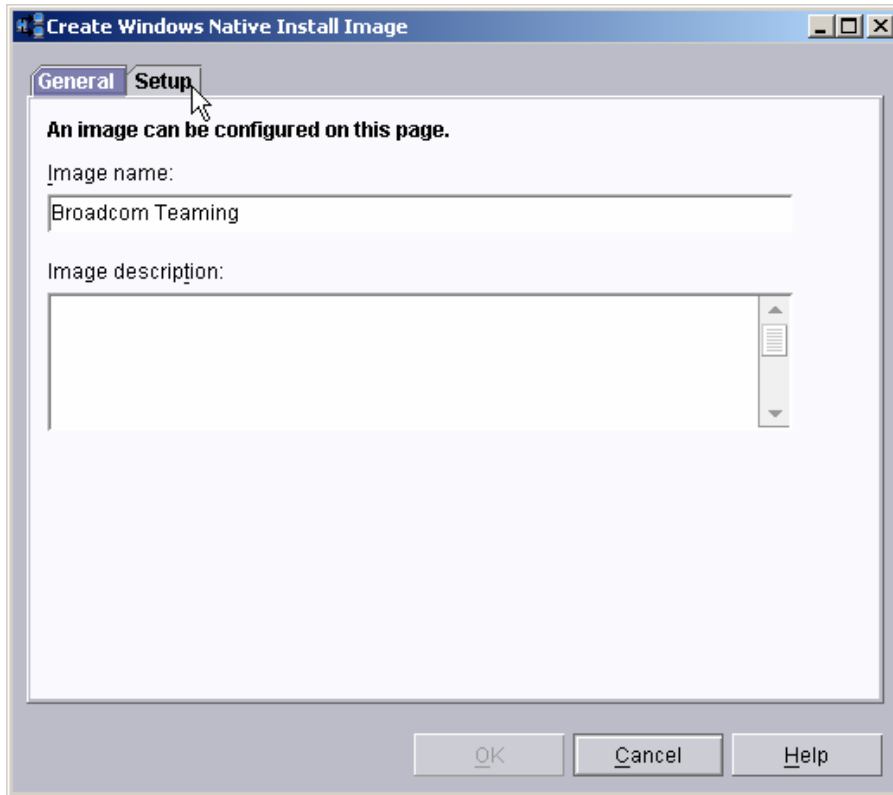 Create Windows Native Install Image
General Setup
An image can be configured on this page.
Image name:
Broadcom Teaming
Image description:
OK Cancel Help